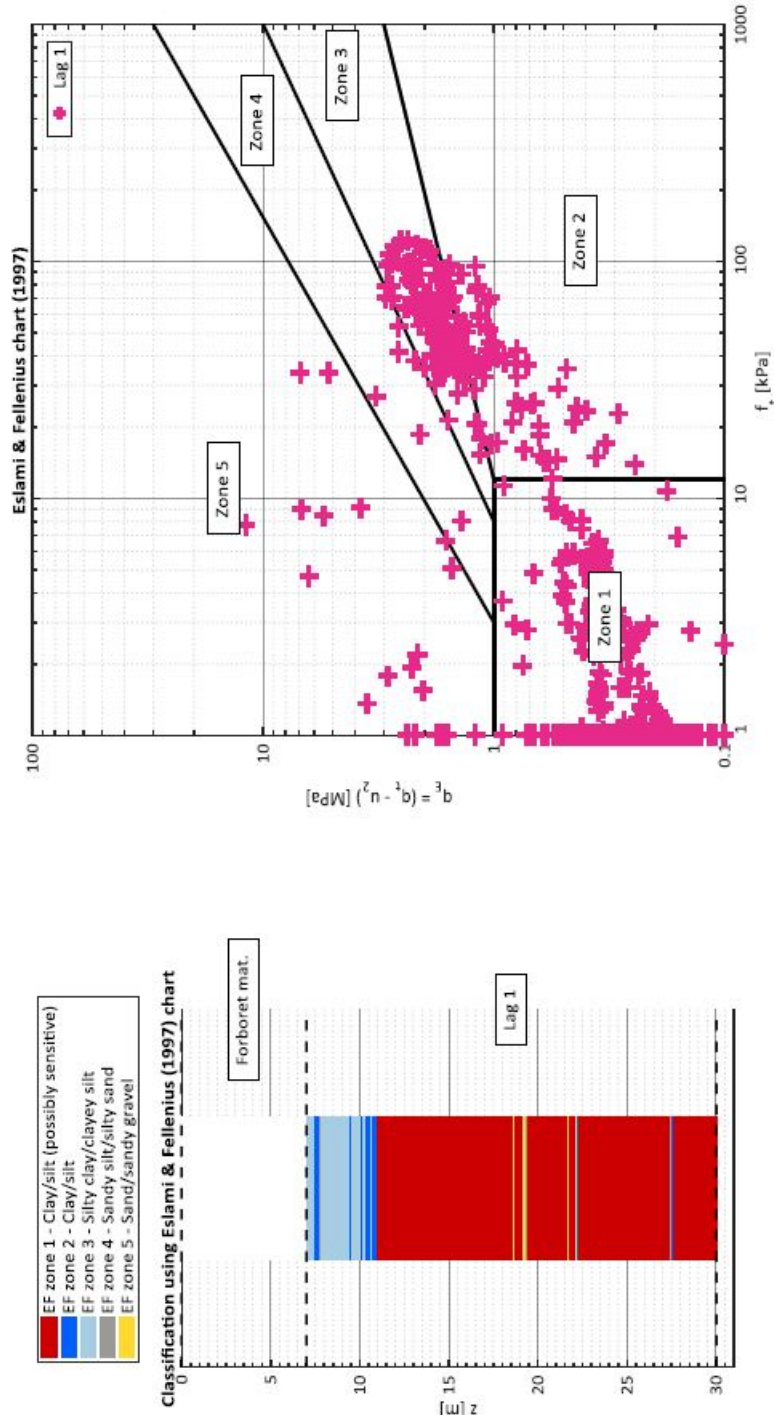 EF zone 1 - Clay/silt (possibly sensitive)
EF zone 2 - Clay/silt
EF zone 3 - Silty clay/clayey silt
EF zone 4 - Sandy silt/silty sand
EF zone 5 - Sand/sandy gravel
Classification using Eslami & Fellenius (1997) chart
0
5
10
15
20
25
30
z [m]
Forboret mat.
Lag 1
Eslami & Fellenius chart (1997)
Lag 1
100
10
1
0.1
qE = (qt - u2) [MPa]
Zone 5
Zone 4
Zone 3
Zone 2
Zone 1
1
10
100
1000
[kPa]